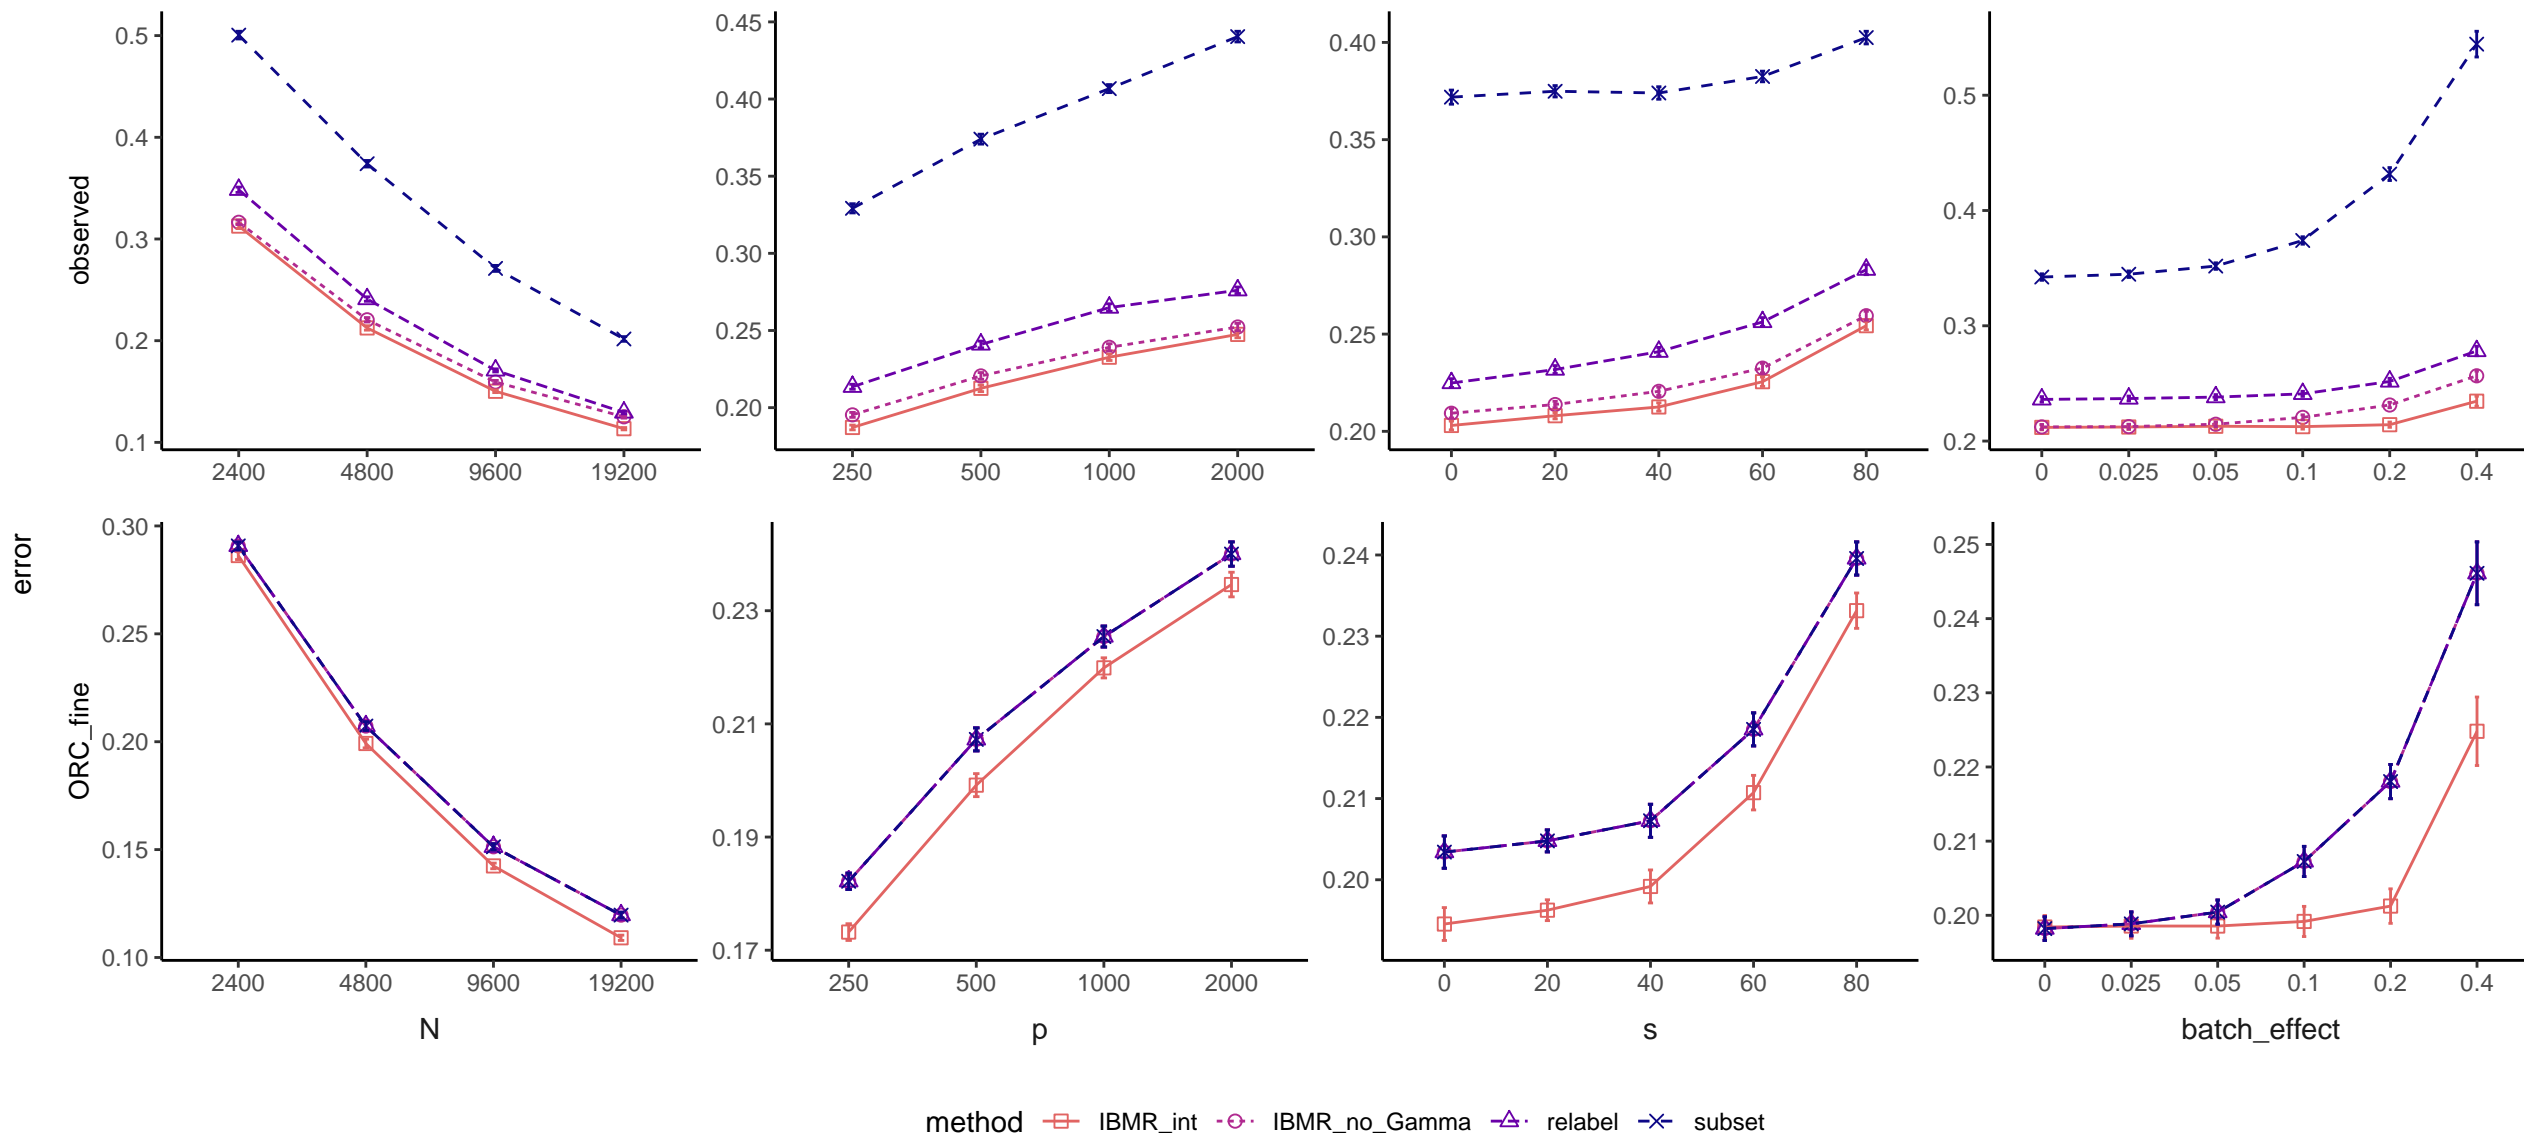 observed
0.5
0.4
0.3
0.2
0.1
2400 4800 9600 19200
0.45
0.40
0.35
0.30
0.25
0.20
250 500 1000 2000
0.40
0.35
0.30
0.25
0.20
0 20 40 60 80
0.5
0.4
0.3
0.2
0 0.025 0.05 0.1 0.2 0.4
error
ORC_fine
0.30
0.25
0.20
0.15
0.10
2400 4800 9600 19200
N
0.23
0.21
0.19
0.17
250 500 1000 2000
p
0.24
0.23
0.22
0.21
0.20
0 20 40 60 80
s
0.25
0.24
0.23
0.22
0.21
0.20
0 0.025 0.05 0.1 0.2 0.4
batch_effect
method IBMR_int IBMR_no_Gamma relabel subset